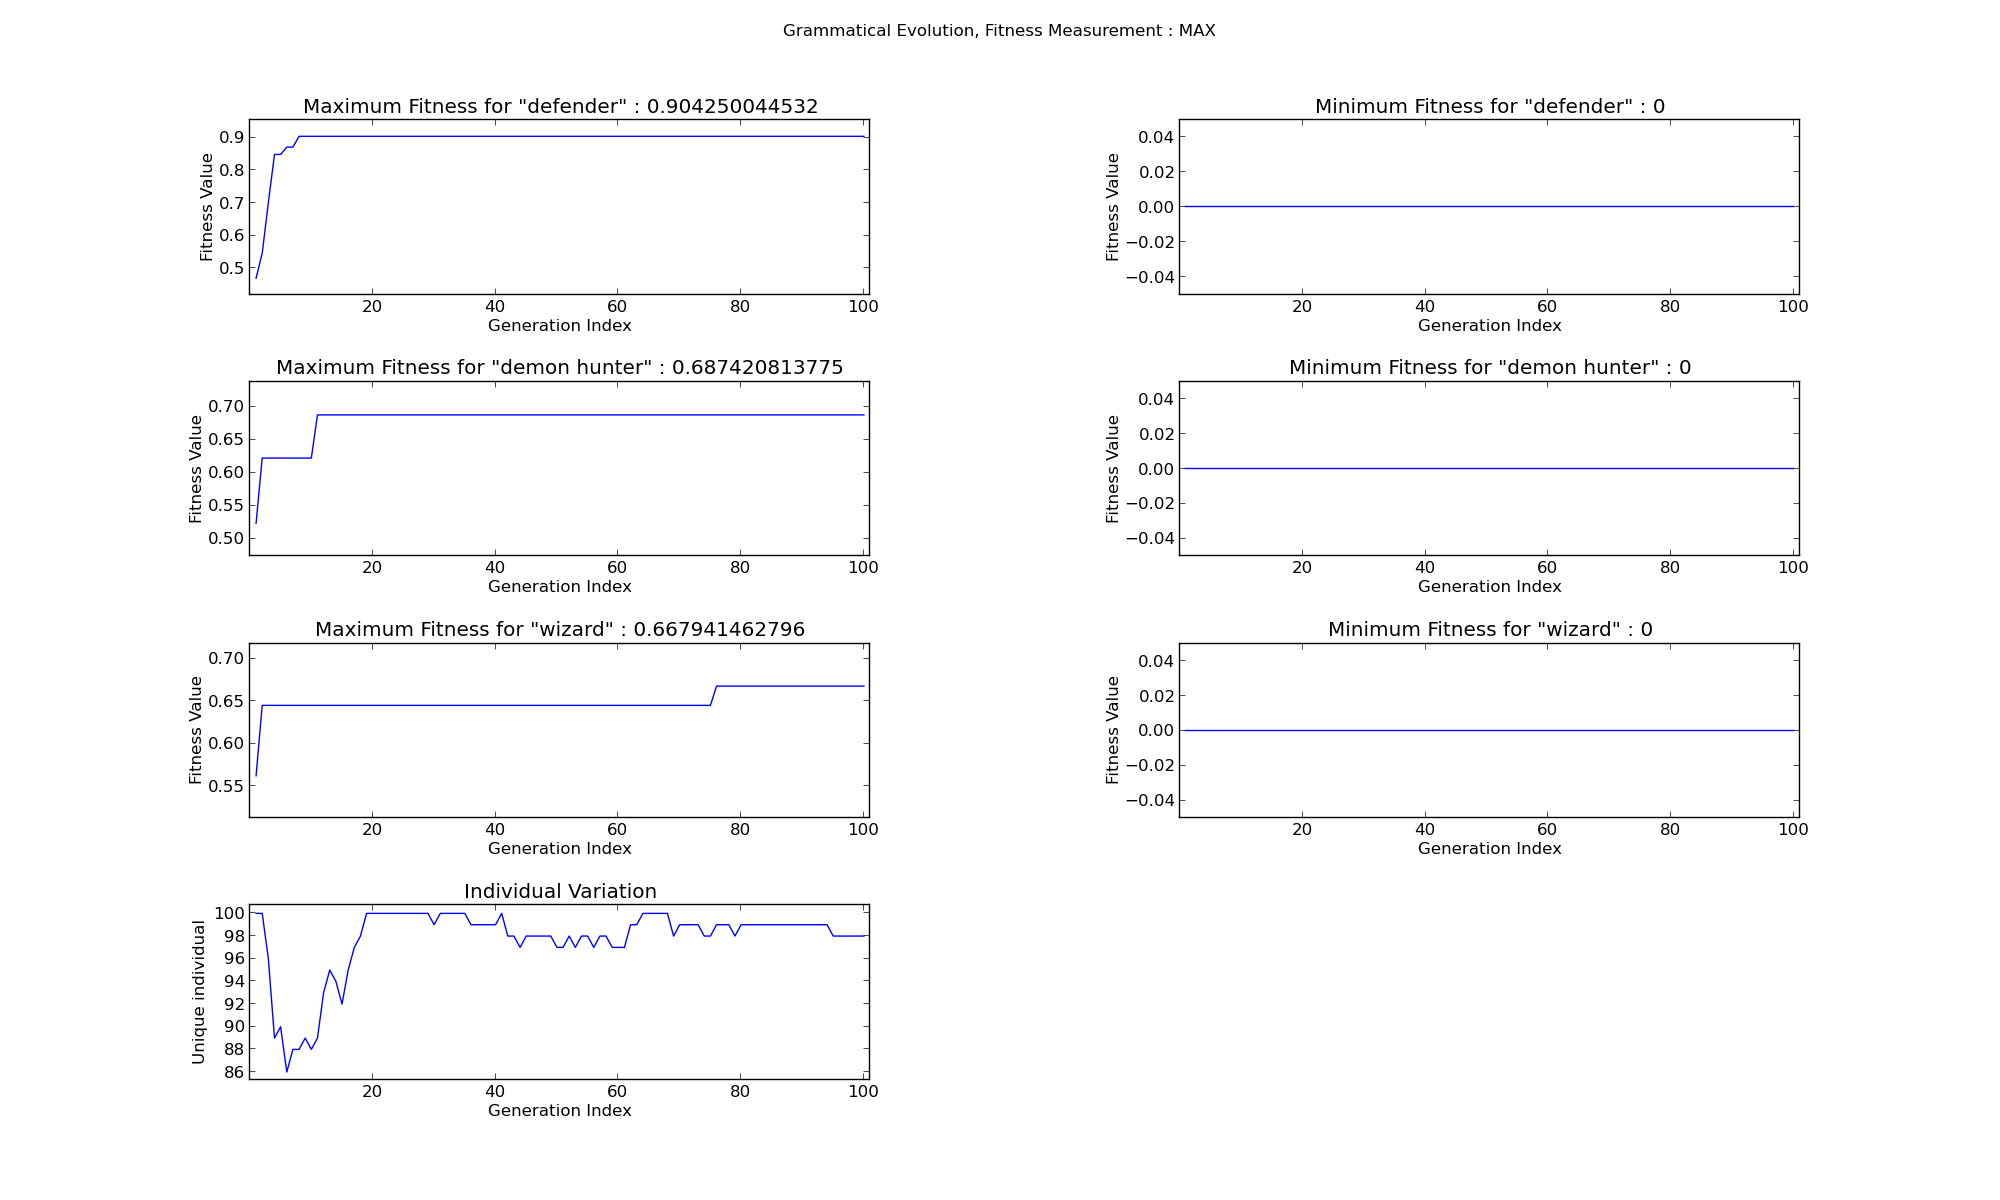 Grammatical Evolution, Fitness Measurement : MAX
Maximum Fitness for "defender" : 0.904250044532
0.9
0.8
0.7
0.6
0.5
Fitness Value
20 40 60 80 100
Generation Index
Minimum Fitness for "defender" : 0
0.04
0.02
0.00
−0.02
−0.04
Fitness Value
20 40 60 80 100
Generation Index
Maximum Fitness for "demon hunter" : 0.687420813775
0.70
0.65
0.60
0.55
0.50
Fitness Value
20 40 60 80 100
Generation Index
Minimum Fitness for "demon hunter" : 0
0.04
0.02
0.00
−0.02
−0.04
Fitness Value
20 40 60 80 100
Generation Index
Maximum Fitness for "wizard" : 0.667941462796
0.70
0.65
0.60
0.55
Fitness Value
20 40 60 80 100
Generation Index
Minimum Fitness for "wizard" : 0
0.04
0.02
0.00
−0.02
−0.04
Fitness Value
20 40 60 80 100
Generation Index
Individual Variation
100
98
96
94
92
90
88
86
Unique individual
20 40 60 80 100
Generation Index